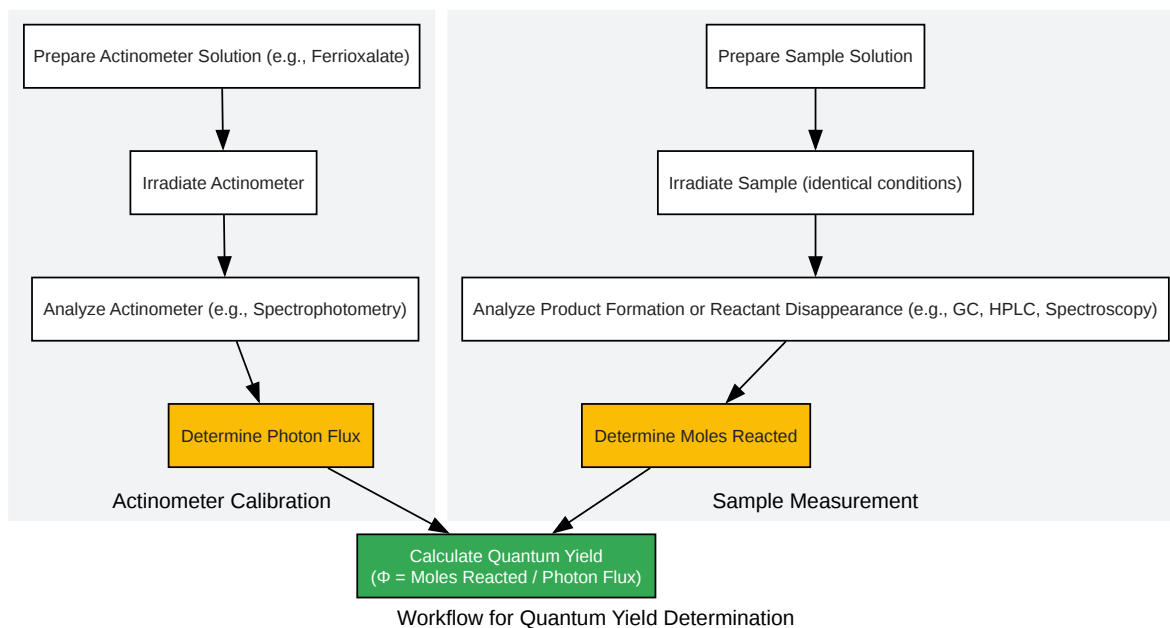 Prepare Actinometer Solution (e.g., Ferrioxalate)
Irradiate Actinometer
Analyze Actinometer (e.g., Spectrophotometry)
Determine Photon Flux
Actinometer Calibration
Prepare Sample Solution
Irradiate Sample (identical conditions)
Analyze Product Formation or Reactant Disappearance (e.g., GC, HPLC, Spectroscopy)
Determine Moles Reacted
Sample Measurement
Calculate Quantum Yield
(Φ = Moles Reacted / Photon Flux)
Workflow for Quantum Yield Determination